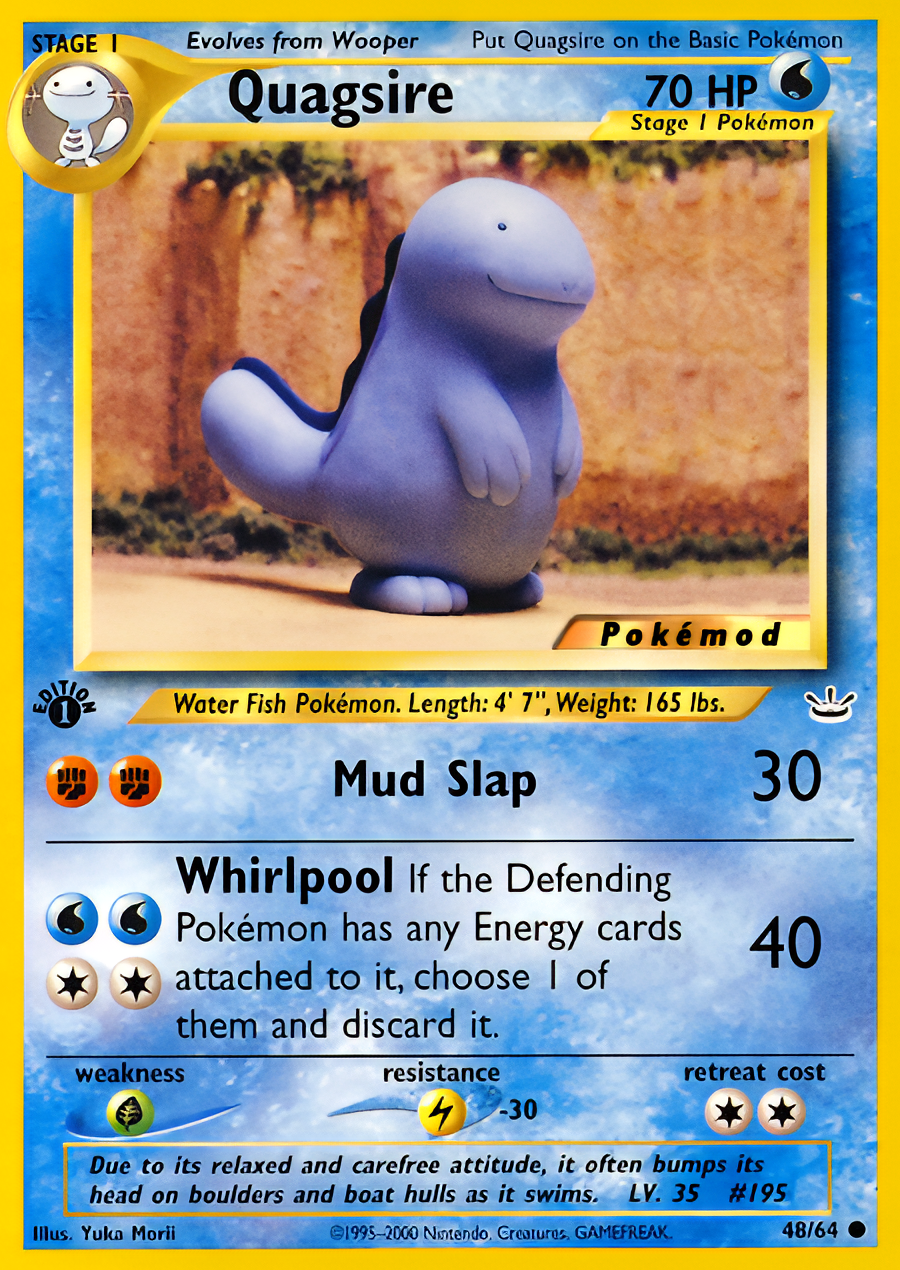 STAGE 1 Evolves from Wooper Put Quagsire on the Basic Pokémon
Quagsire 70 HP
Stage 1 Pokémon
Pokémod
EDITION 1
Water Fish Pokémon. Length: 4' 7", Weight: 165 lbs.
Mud Slap 30
Whirlpool If the Defending
Pokémon has any Energy cards
attached to it, choose 1 of
them and discard it.
40
weakness resistance retreat cost
-30
Due to its relaxed and carefree attitude, it often bumps its
head on boulders and boat hulls as it swims. LV. 35 #195
Illus. Yuka Morii ©1995-2000 Nintendo, Creatures, GAMEFREAK. 48/64